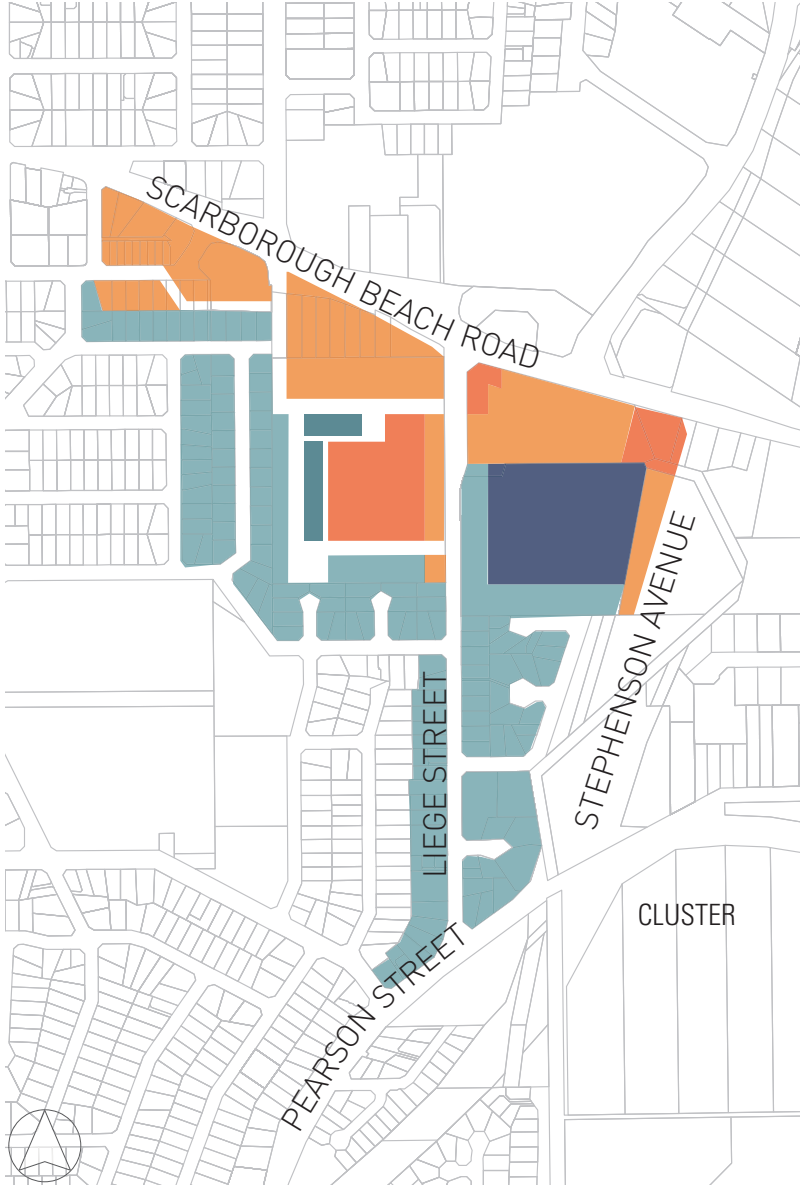 SCARBOROUGH BEACH ROAD
STEPHENSON AVENUE
LIEGE STREET
CLUSTER
PEARSON STREET